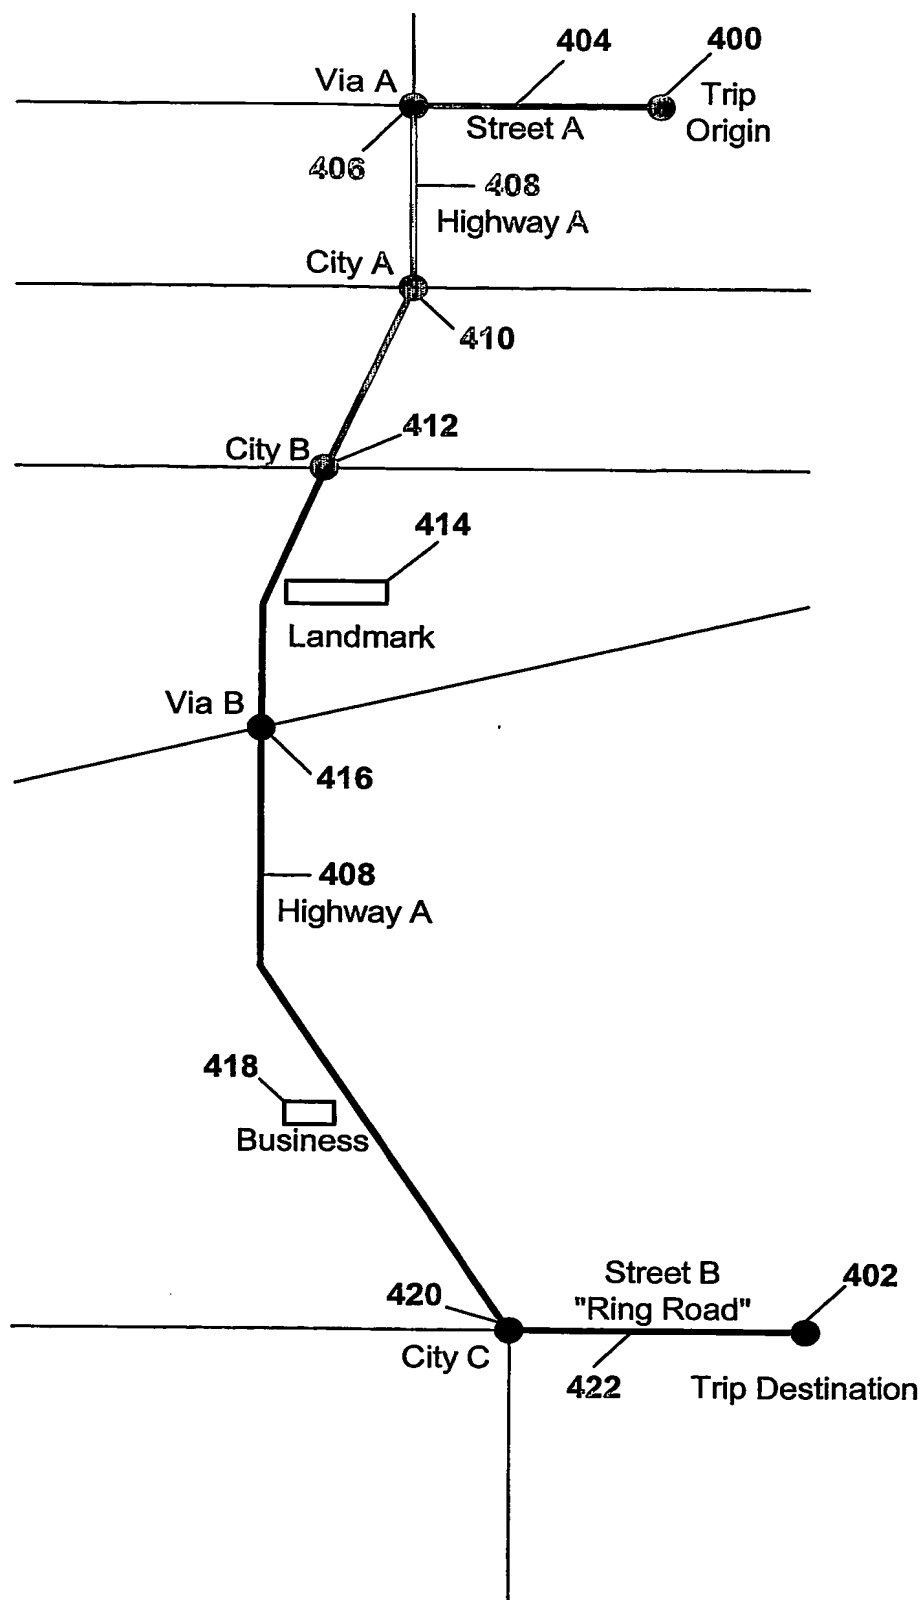 404
400
Via A
Trip
Origin
Street A
406
408
Highway A
City A
410
412
City B
414
Landmark
Via B
416
408
Highway A
418
Business
Street B
"Ring Road"
402
420
City C
422
Trip Destination